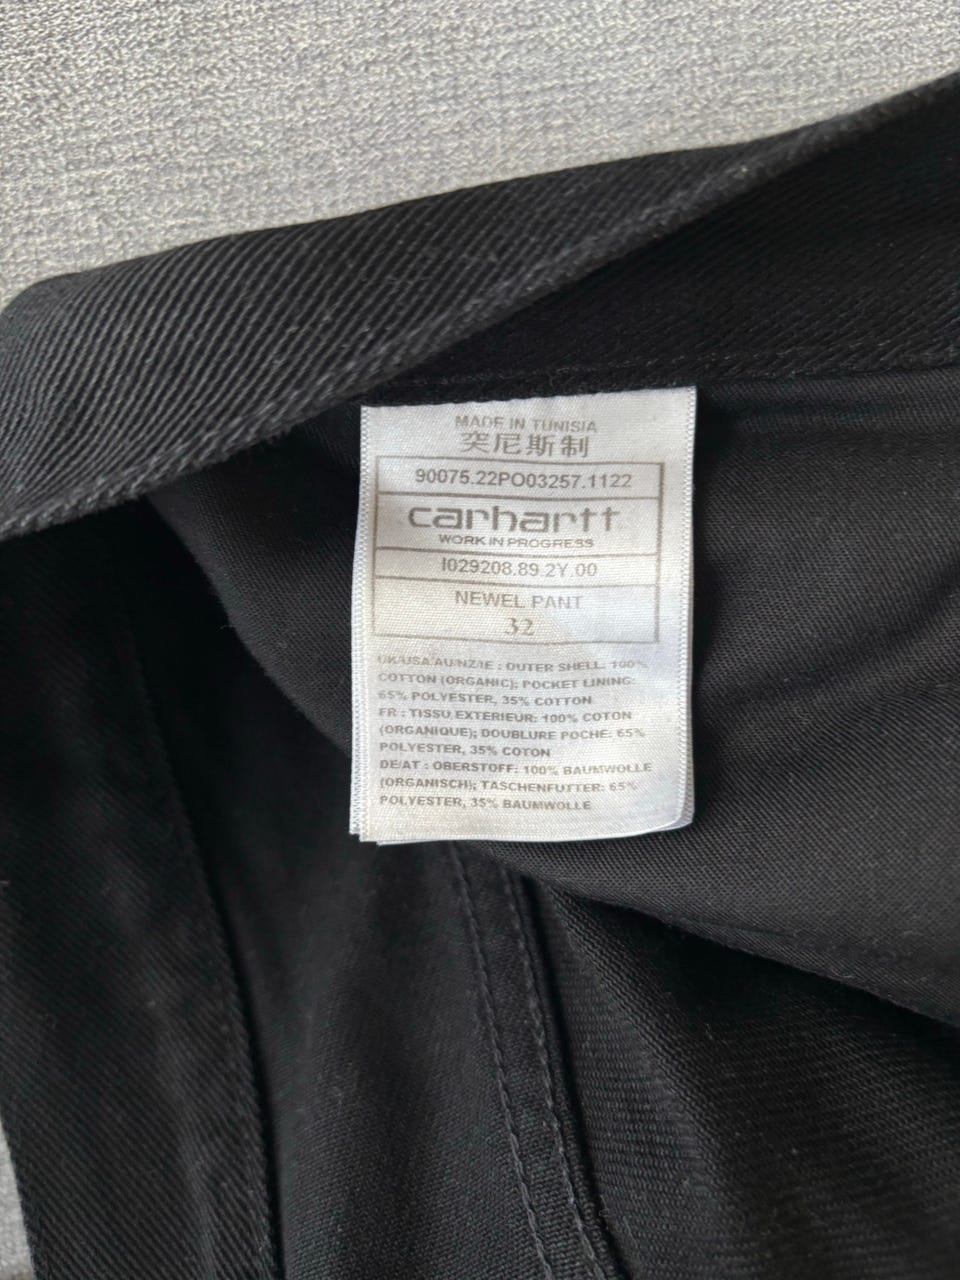 MADE IN TUNISIA
突尼斯制
90075.22PO03257.1122
carhartt
WORK IN PROGRESS
I029208.89.2Y.00
NEWEL PANT
32
UK/USA/AU/NZ/IE : OUTER SHELL: 100%
COTTON (ORGANIC); POCKET LINING:
65% POLYESTER, 35% COTTON
FR : TISSU EXTERIEUR: 100% COTON
(ORGANIQUE); DOUBLURE POCHE: 65%
POLYESTER, 35% COTON
DE/AT : OBERSTOFF: 100% BAUMWOLLE
(ORGANISCH); TASCHENFUTTER: 65%
POLYESTER, 35% BAUMWOLLE